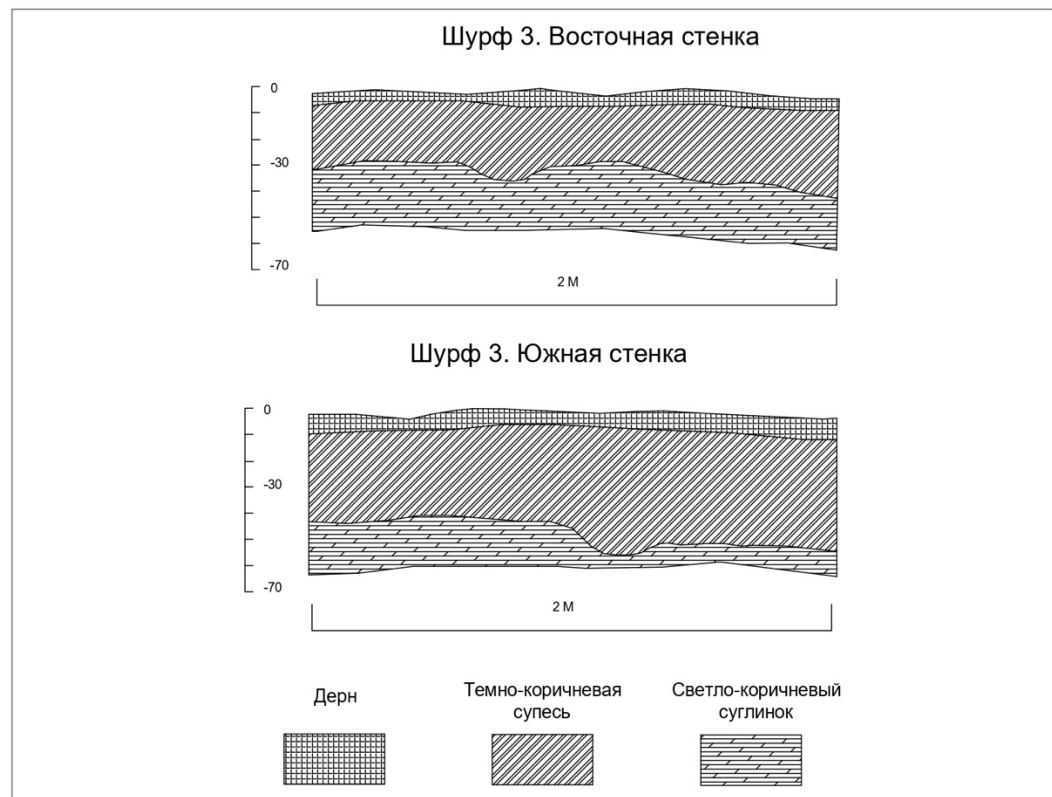 Шурф 3. Восточная стенка
0
-30
-70
2 М
Шурф 3. Южная стенка
0
-30
-70
2 М
Дерн
Темно-коричневая
супесь
Светло-коричневый
суглинок